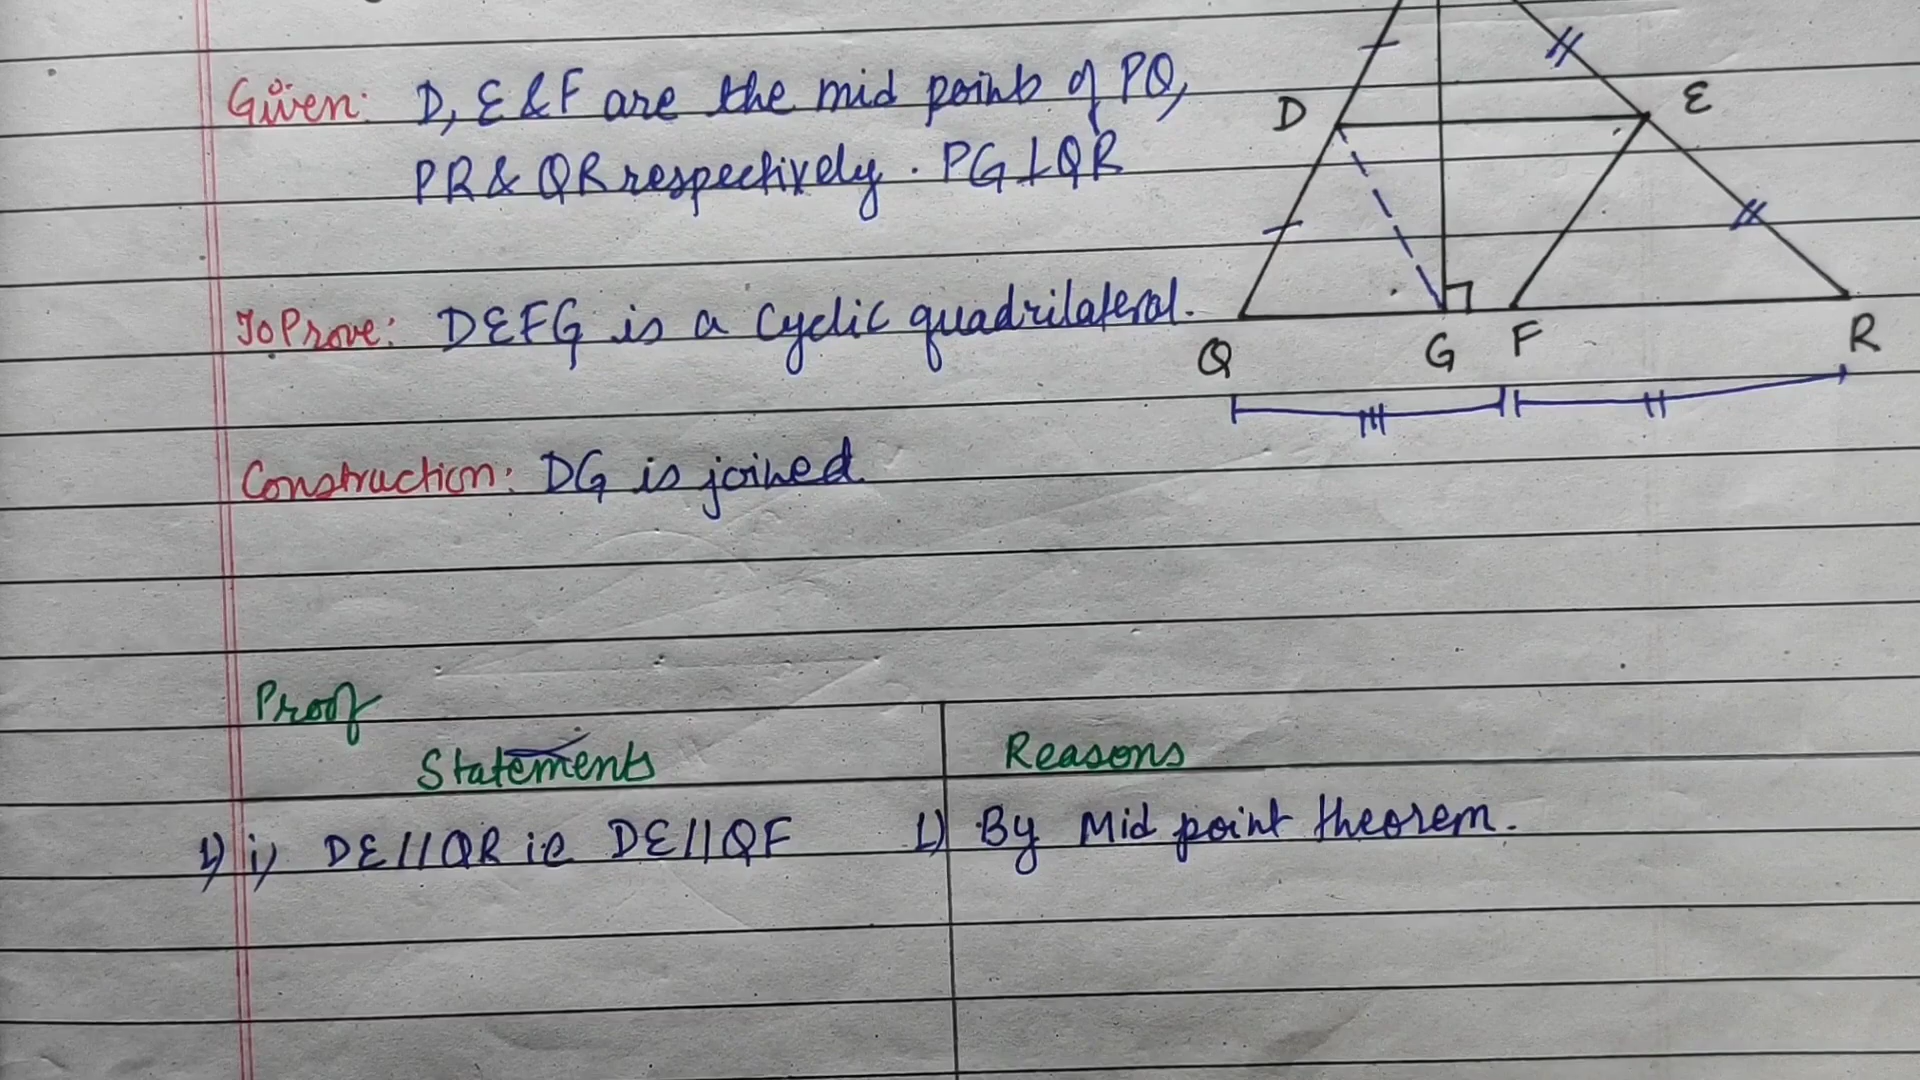 Given: D, E & F are the mid points of PQ,
PR & QR respectively. PG⊥QR
To Prove: DEFG is a cyclic quadrilateral.
Construction: DG is joined
D
E
Q
G
F
R
Proof
Statements
Reasons
1) i) DE//QR ie DE//QF
1) By Mid point theorem.